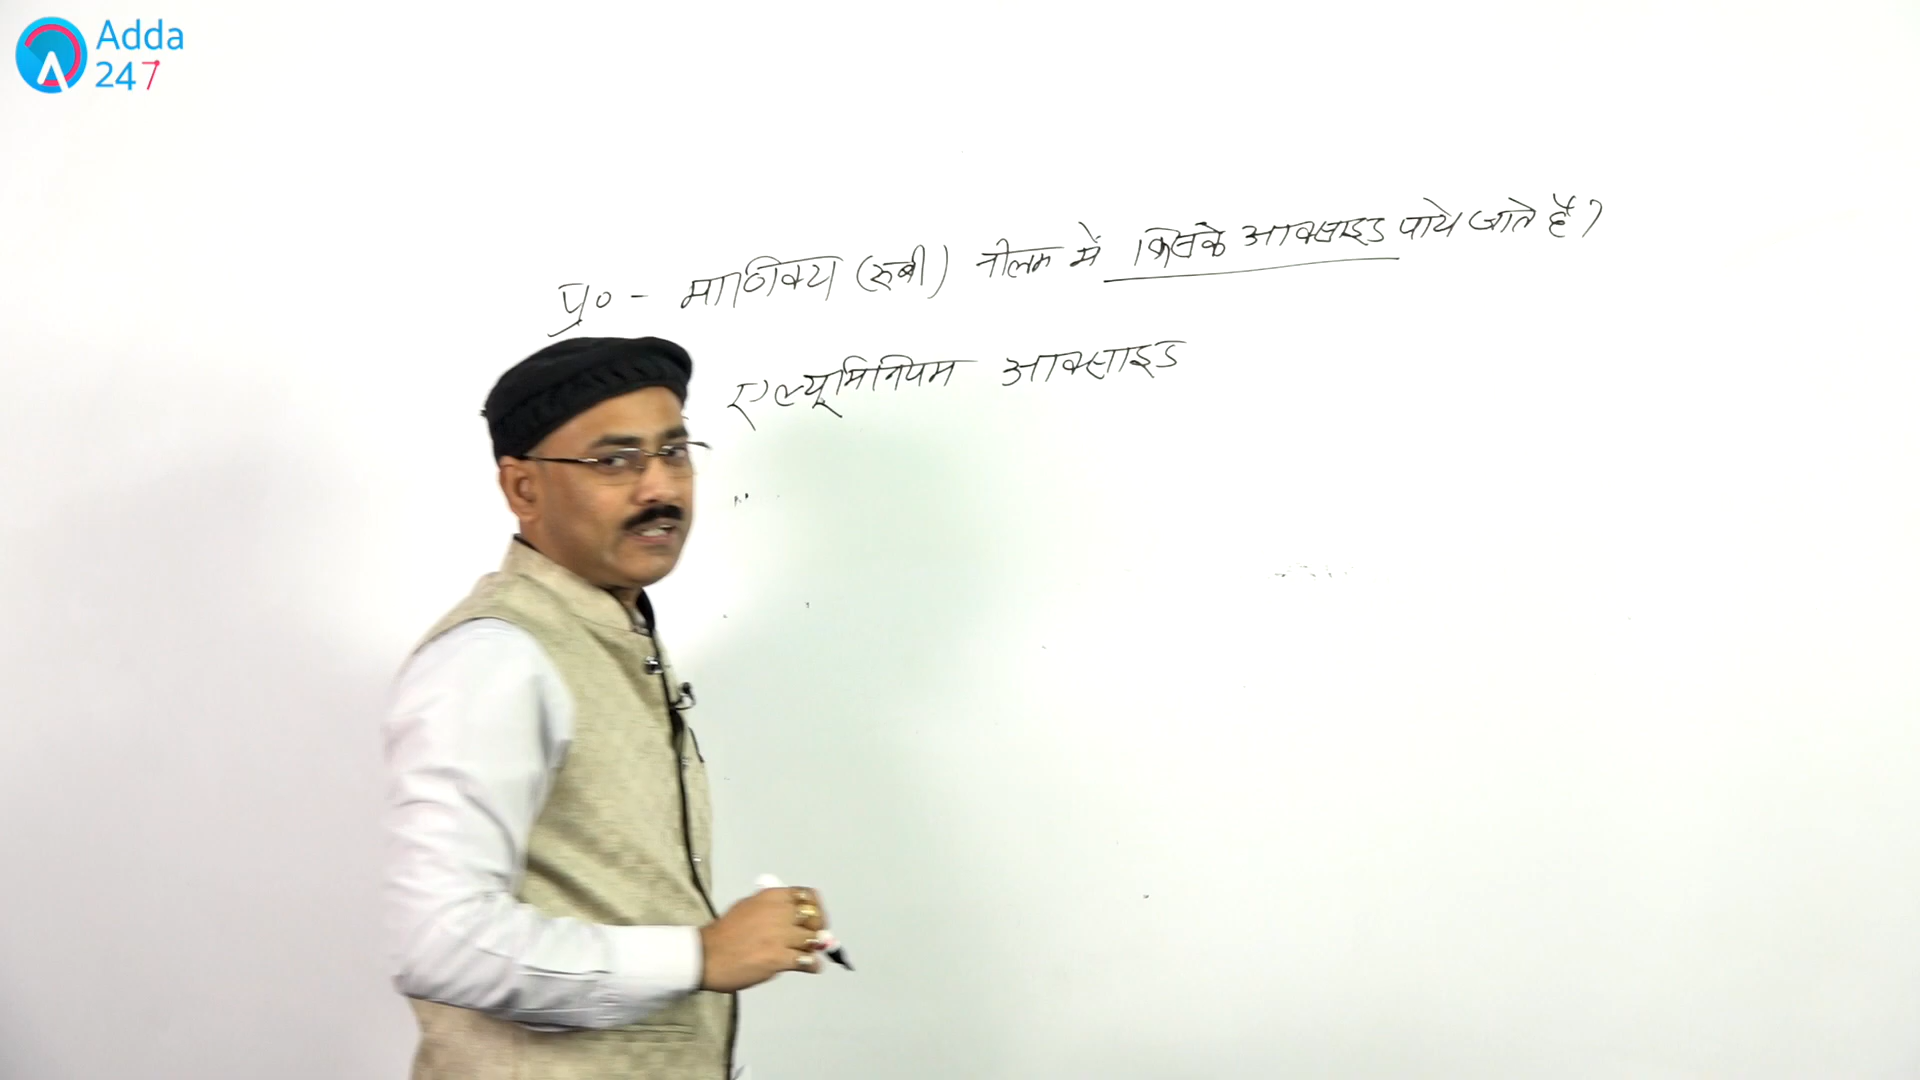 Adda
247
प्र० - माणिक्य (रूबी) नीलम में किसके आक्साइड पाये जाते है?
एल्यूमिनियम आक्साइड